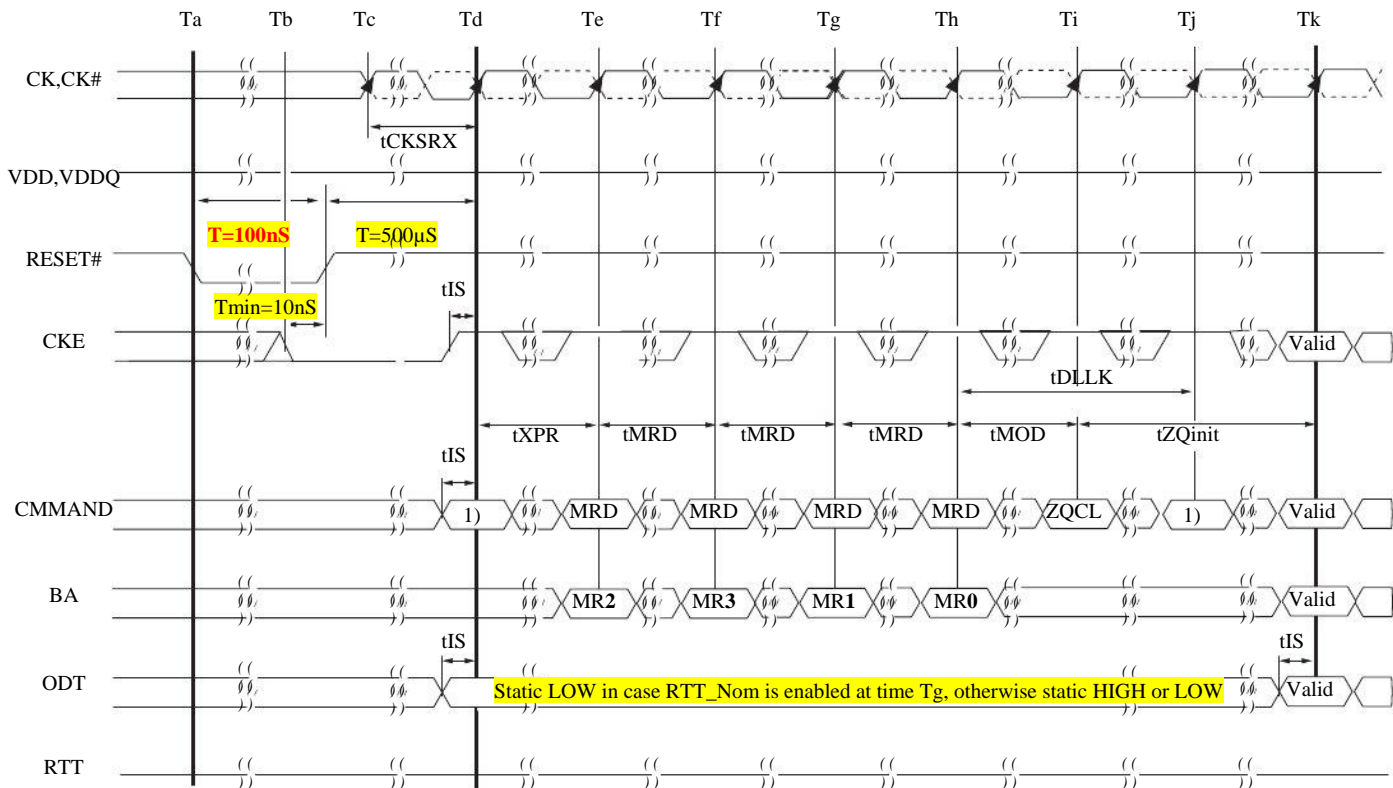 Ta Tb Tc Td Te Tf Tg Th Ti Tj Tk
CK,CK#
tCKSRX
VDD,VDDQ
T=100nS T=500µS
RESET#
Tmin=10nS tIS
CKE Valid
tDLLK
tXPR tMRD tMRD tMRD tMOD tZQinit
tIS
CMMAND 1) MRD MRD MRD MRD ZQCL 1) Valid
BA MR2 MR3 MR1 MR0 Valid
tIS tIS
ODT Static LOW in case RTT_Nom is enabled at time Tg, otherwise static HIGH or LOW Valid
RTT